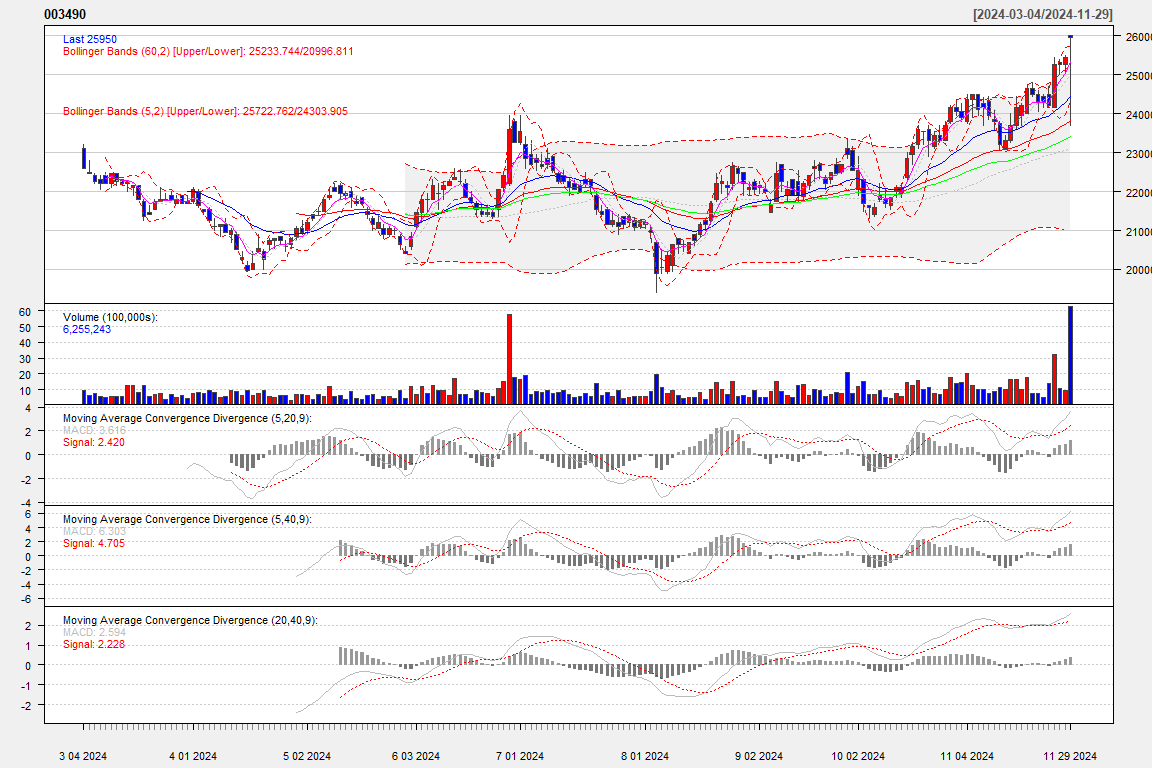 003490 [2024-03-04/2024-11-29]
Last 25950
Bollinger Bands (60,2) [Upper/Lower]: 25233.744/20996.811
Bollinger Bands (5,2) [Upper/Lower]: 25722.762/24303.905
26000
25000
24000
23000
22000
21000
20000
Volume (100,000s):
6,255,243
60
50
40
30
20
10
Moving Average Convergence Divergence (5,20,9):
MACD: 3.616
Signal: 2.420
4
2
0
-2
-4
Moving Average Convergence Divergence (5,40,9):
MACD: 6.303
Signal: 4.705
6
4
2
0
-2
-4
-6
Moving Average Convergence Divergence (20,40,9):
MACD: 2.594
Signal: 2.228
2
1
0
-1
-2
3 04 2024 4 01 2024 5 02 2024 6 03 2024 7 01 2024 8 01 2024 9 02 2024 10 02 2024 11 04 2024 11 29 2024